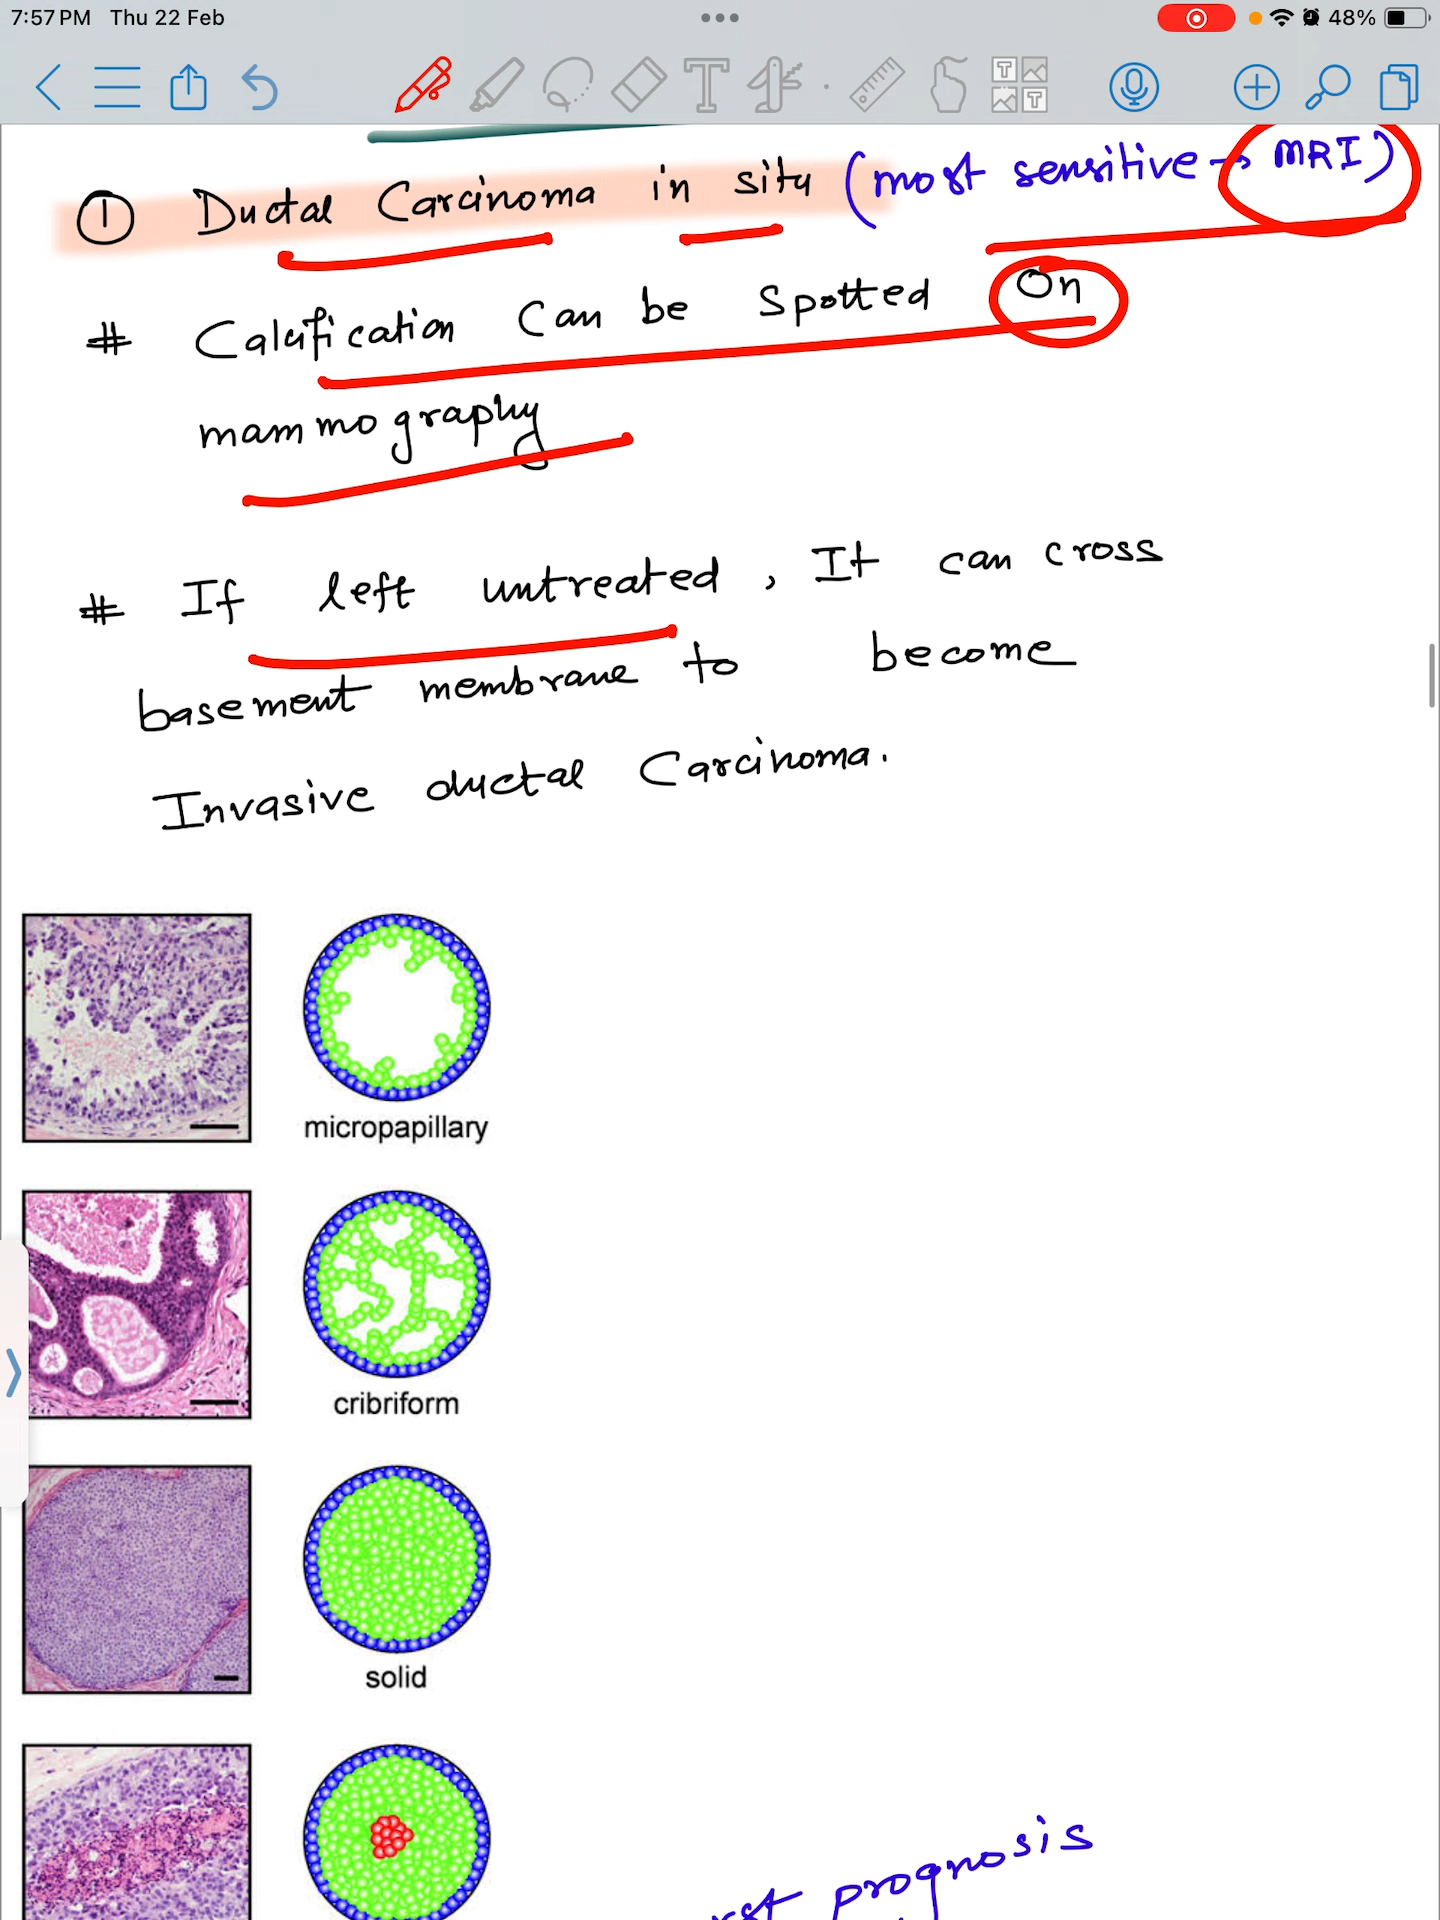 7:57 PM Thu 22 Feb
48%
① Ductal Carcinoma in situ (most sensitive → MRI)
# Calcification Can be Spotted On
mammography
# If left untreated, It can cross
basement membrane to become
Invasive ductal Carcinoma.
micropapillary
cribriform
solid
prognosis